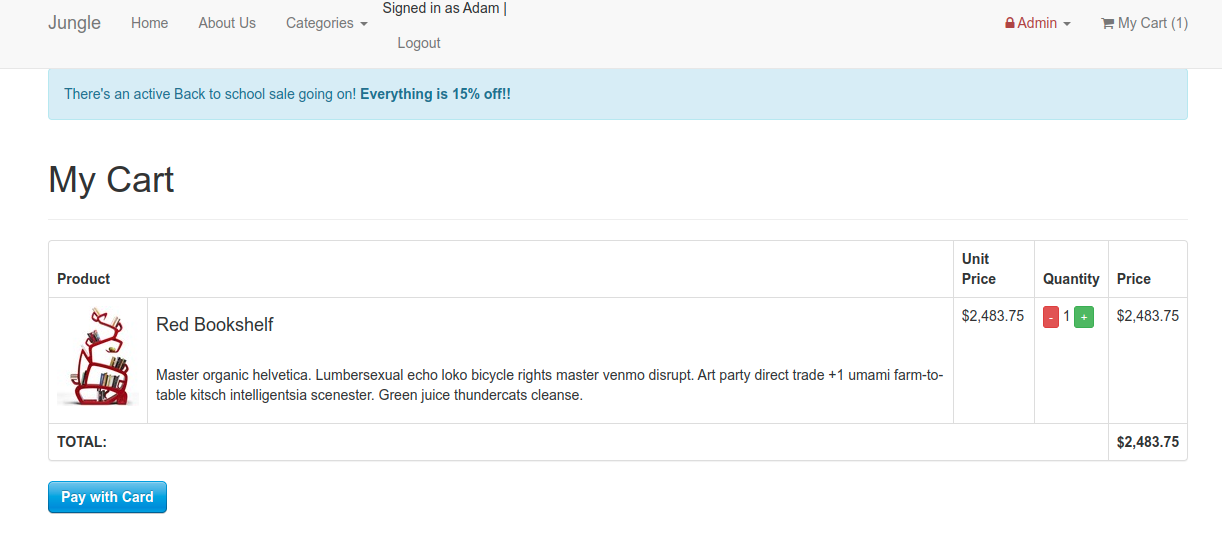 Jungle Home About Us Categories Signed in as Adam | Admin My Cart (1)
Logout
There's an active Back to school sale going on! Everything is 15% off!!
My Cart
Product Unit Price Quantity Price
Red Bookshelf $2,483.75 - 1 + $2,483.75
Master organic helvetica. Lumbersexual echo loko bicycle rights master venmo disrupt. Art party direct trade +1 umami farm-to-
table kitsch intelligentsia scenester. Green juice thundercats cleanse.
TOTAL: $2,483.75
Pay with Card